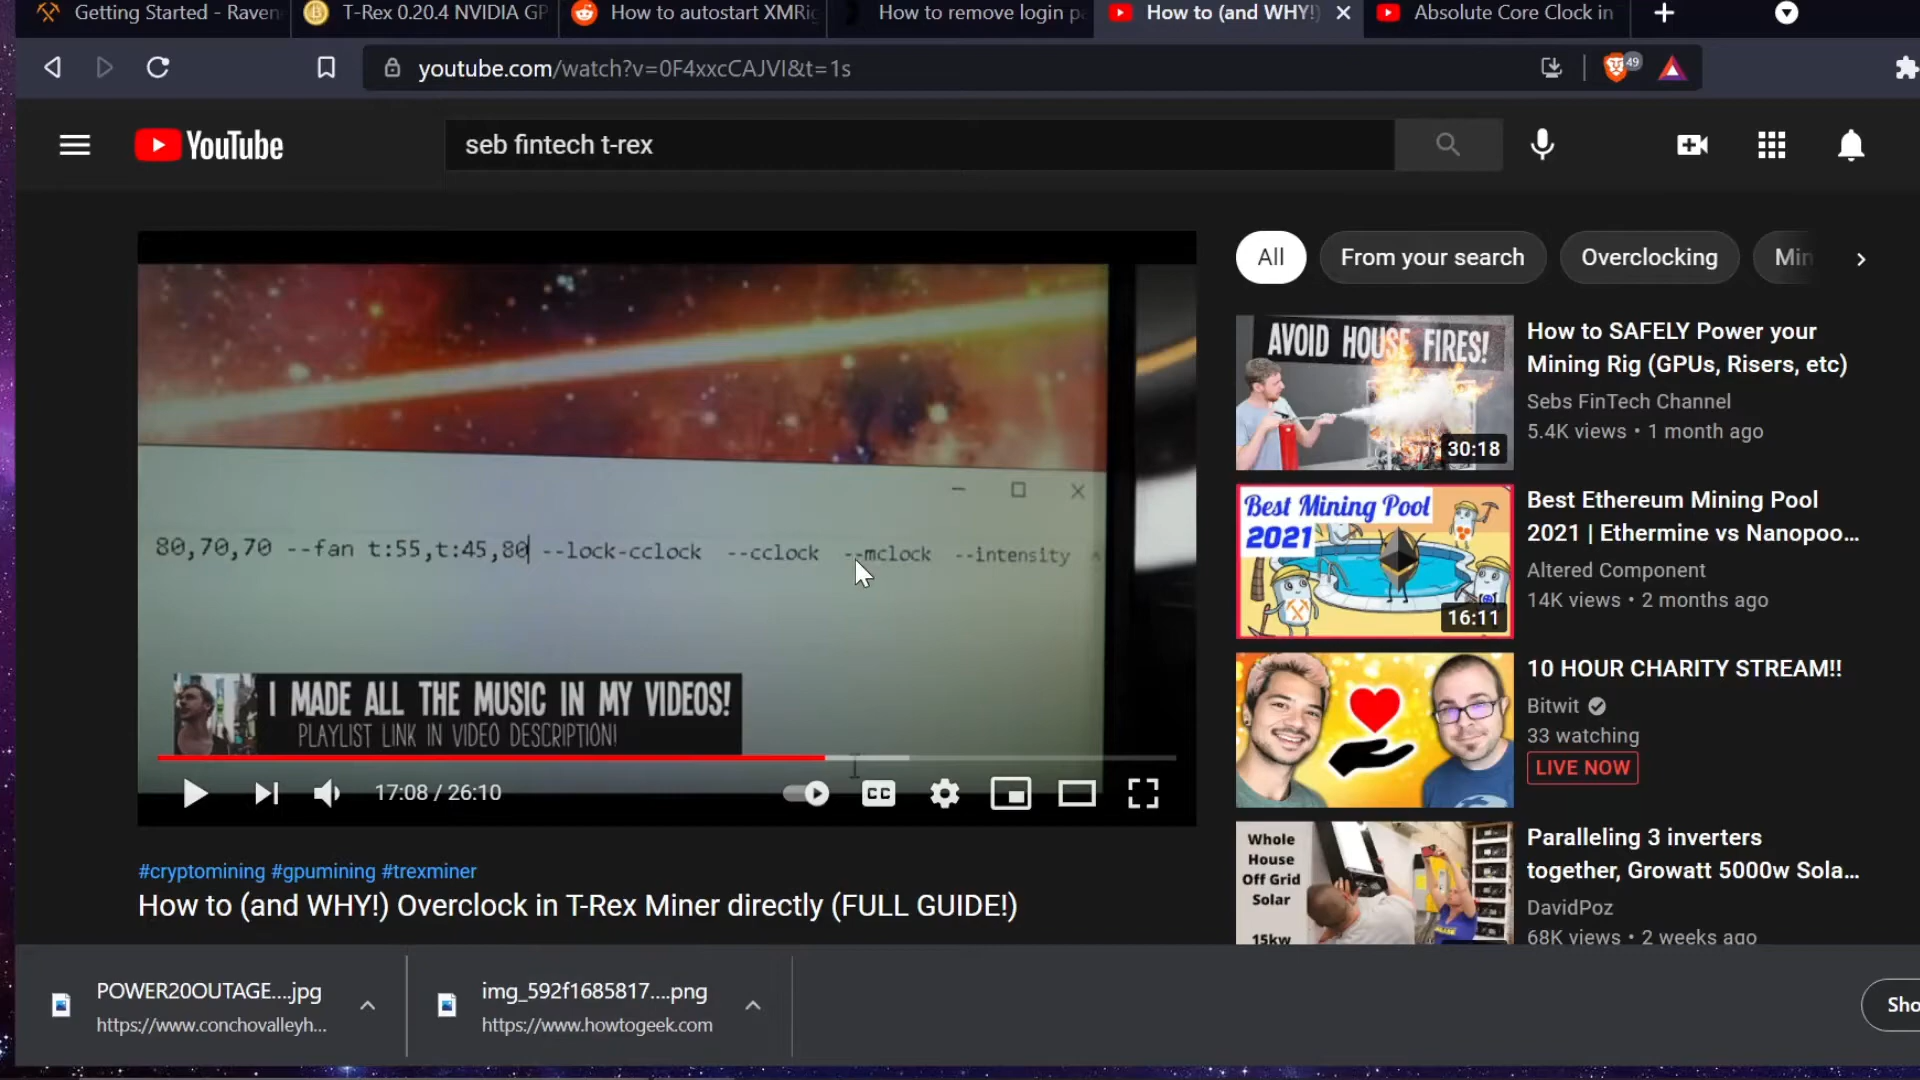 Getting Started - Raven
T-Rex 0.20.4 NVIDIA GP
How to autostart XMRig
How to remove login pa
How to (and WHY!)
Absolute Core Clock in
youtube.com/watch?v=0F4xxcCAJVI&t=1s
49
YouTube
seb fintech t-rex
80,70,70 --fan t:55,t:45,80 --lock-cclock --cclock --mclock --intensity
I MADE ALL THE MUSIC IN MY VIDEOS!
PLAYLIST LINK IN VIDEO DESCRIPTION!
17:08 / 26:10
CC
#cryptomining #gpumining #trexminer
How to (and WHY!) Overclock in T-Rex Miner directly (FULL GUIDE!)
All
From your search
Overclocking
Min
AVOID HOUSE FIRES!
30:18
How to SAFELY Power your
Mining Rig (GPUs, Risers, etc)
Sebs FinTech Channel
5.4K views • 1 month ago
Best Mining Pool
2021
16:11
Best Ethereum Mining Pool
2021 | Ethermine vs Nanopoo...
Altered Component
14K views • 2 months ago
10 HOUR CHARITY STREAM!!
Bitwit
33 watching
LIVE NOW
Whole
House
Off Grid
Solar
15kw
Paralleling 3 inverters
together, Growatt 5000w Sola...
DavidPoz
68K views • 2 weeks ago
POWER20OUTAGE....jpg
https://www.conchovalleyh...
img_592f1685817....png
https://www.howtogeek.com
Sho